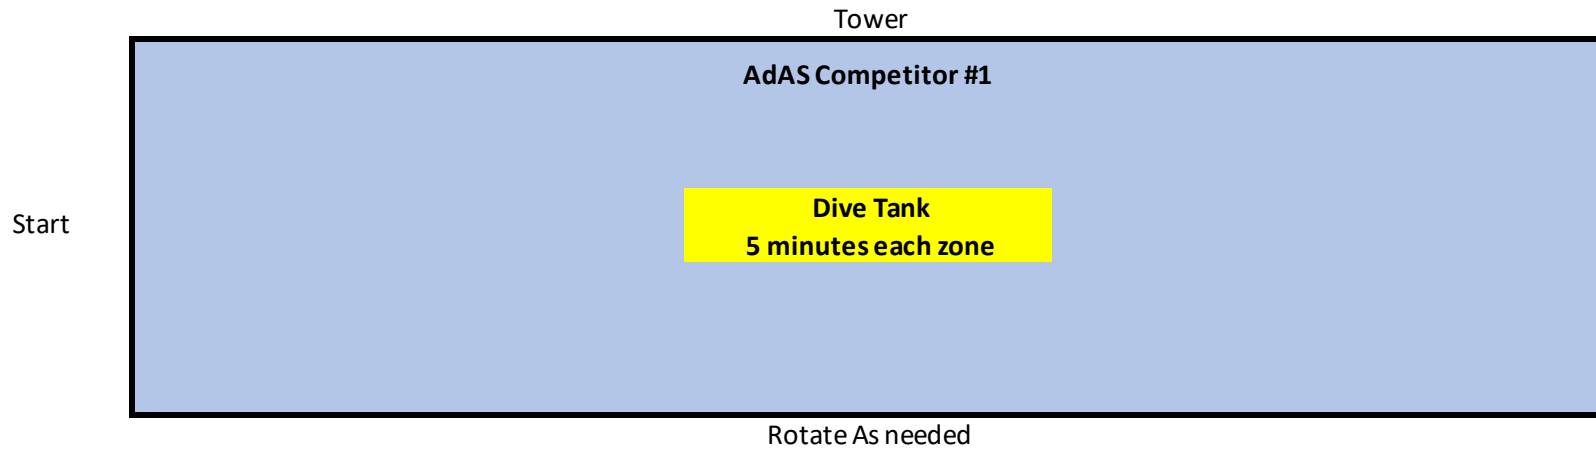 Tower
AdAS Competitor #1
Start
Dive Tank
5 minutes each zone
Rotate As needed